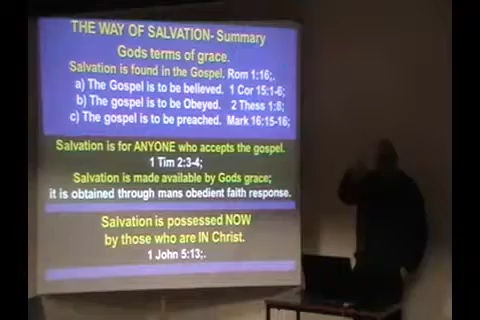 THE WAY OF SALVATION- Summary
Gods terms of grace.
Salvation is found in the Gospel. Rom 1:16;.
a) The Gospel is to be believed. 1 Cor 15:1-6;
b) The gospel is to be Obeyed. 2 Thess 1:8;
c) The gospel is to be preached. Mark 16:15-16;
Salvation is for ANYONE who accepts the gospel.
1 Tim 2:3-4;
Salvation is made available by Gods grace;
it is obtained through mans obedient faith response.
Salvation is possessed NOW
by those who are IN Christ.
1 John 5:13;.